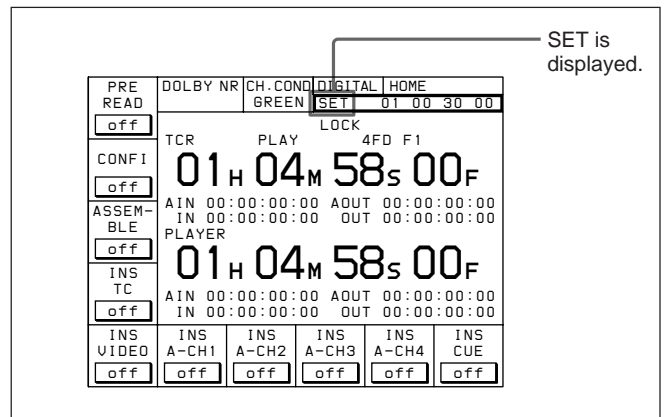 SET is
displayed.
PRE
READ
off
DOLBY NR
CH.COND
GREEN
DIGITAL
HOME
SET 01 00 30 00
LOCK
TCR PLAY 4FD F1
01H 04M 58S 00F
AIN 00:00:00:00 AOUT 00:00:00:00
IN 00:00:00:00 OUT 00:00:00:00
PLAYER
01H 04M 58S 00F
AIN 00:00:00:00 AOUT 00:00:00:00
IN 00:00:00:00 OUT 00:00:00:00
CONFI
off
ASSEM-
BLE
off
INS
TC
off
INS
VIDEO
off
INS
A-CH1
off
INS
A-CH2
off
INS
A-CH3
off
INS
A-CH4
off
INS
CUE
off